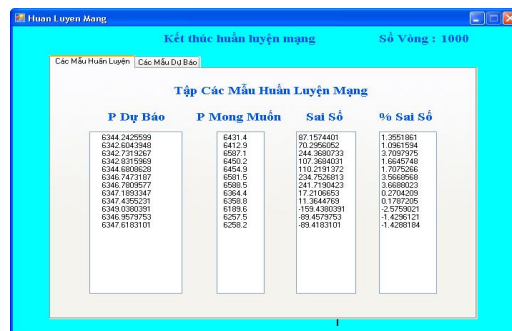 Huan Luyen Mang
Kết thúc huấn luyện mạng Số Vòng : 1000
Các Mẫu Huấn Luyện Các Mẫu Dự Báo
Tập Các Mẫu Huấn Luyện Mạng
P Dự Báo P Mong Muốn Sai Số % Sai Số
6344.2425599 6431.4 87.1574401 1.3551861
6342.6043948 6412.9 70.2956052 1.0961594
6342.7319267 6587.1 244.3680733 3.7097975
6342.8315969 6450.2 107.3684031 1.6645748
6344.6808628 6454.9 110.2191372 1.7075266
6346.7473187 6581.5 234.7526813 3.5668568
6346.7809577 6588.5 241.7190423 3.6688023
6347.1893347 6364.4 17.2106653 0.2704209
6347.4355231 6358.8 11.3644769 0.1787205
6349.0380391 6189.6 -159.4380391 -2.5759021
6346.9579753 6257.5 -89.4579753 -1.4296121
6347.6183101 6258.2 -89.4183101 -1.4288184